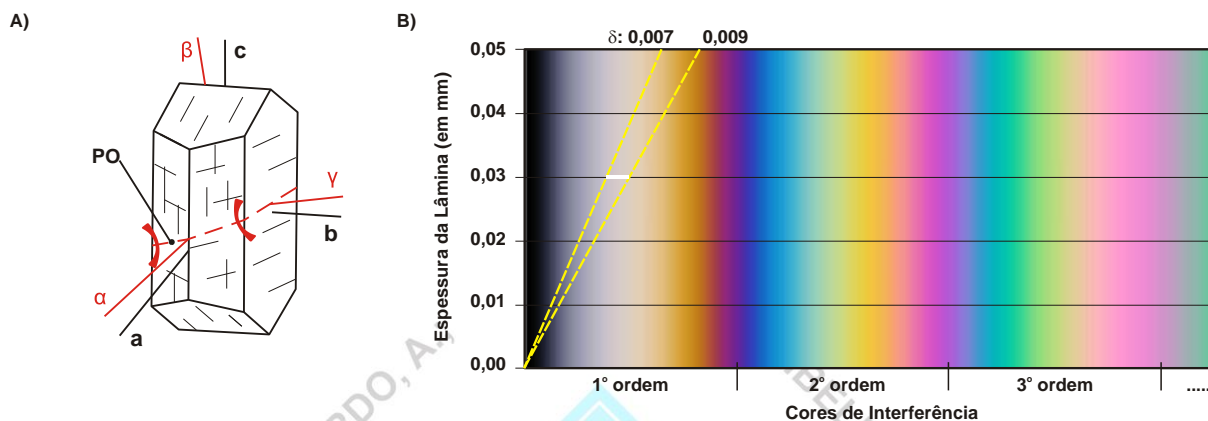 A)
β
c
PO
γ
b
α
a
B)
δ: 0,007 0,009
Espessura da Lâmina (em mm)
0,05
0,04
0,03
0,02
0,01
0,00
1° ordem
2° ordem
3° ordem
.....
Cores de Interferência
RDO, A.,